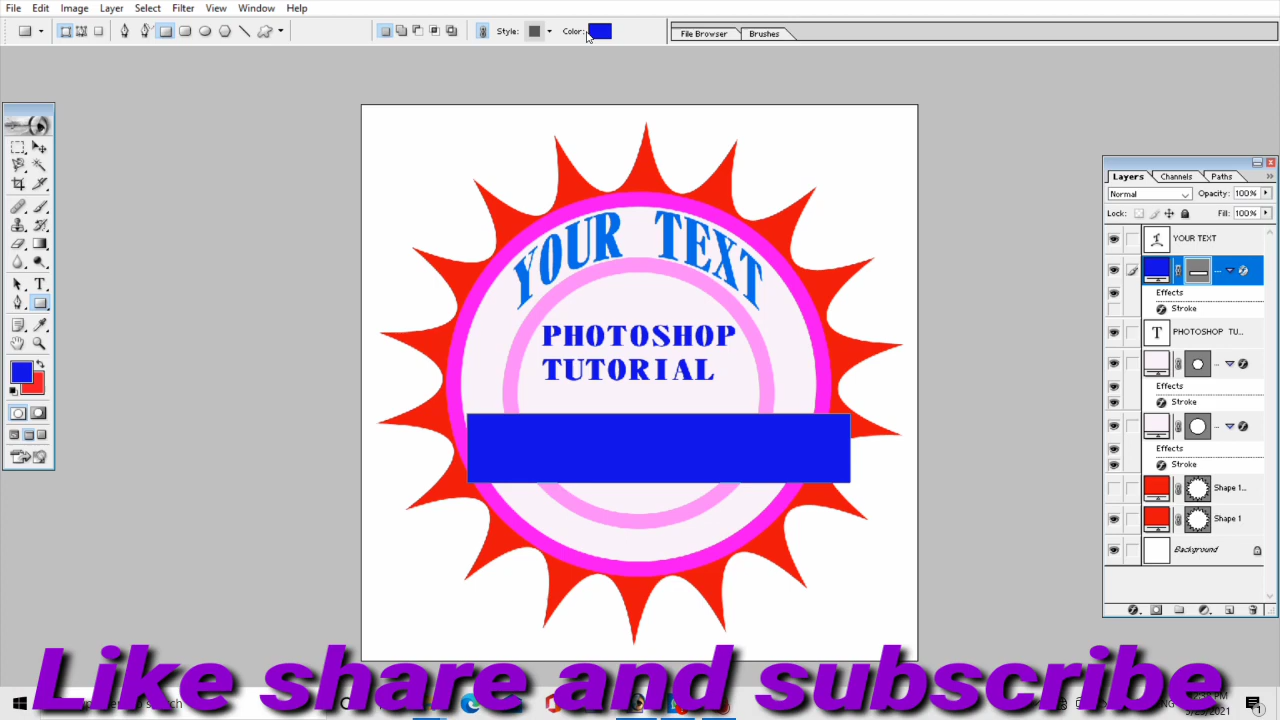 File Edit Image Layer Select Filter View Window Help
Style: Color: File Browser Brushes
YOUR TEXT
PHOTOSHOP
TUTORIAL
Layers Channels Paths
Normal Opacity: 100%
Lock: Fill: 100%
YOUR TEXT
Effects
Stroke
T PHOTOSHOP TU...
Effects
Stroke
Effects
Stroke
Shape 1...
Shape 1
Background
Like share and subscribe